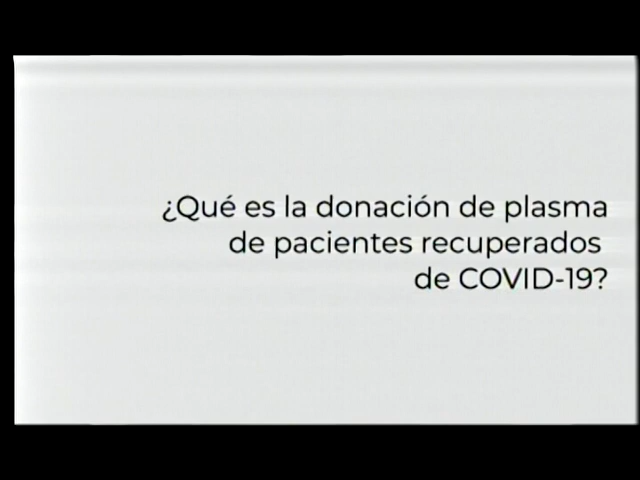 ¿Qué es la donación de plasma
de pacientes recuperados
de COVID-19?